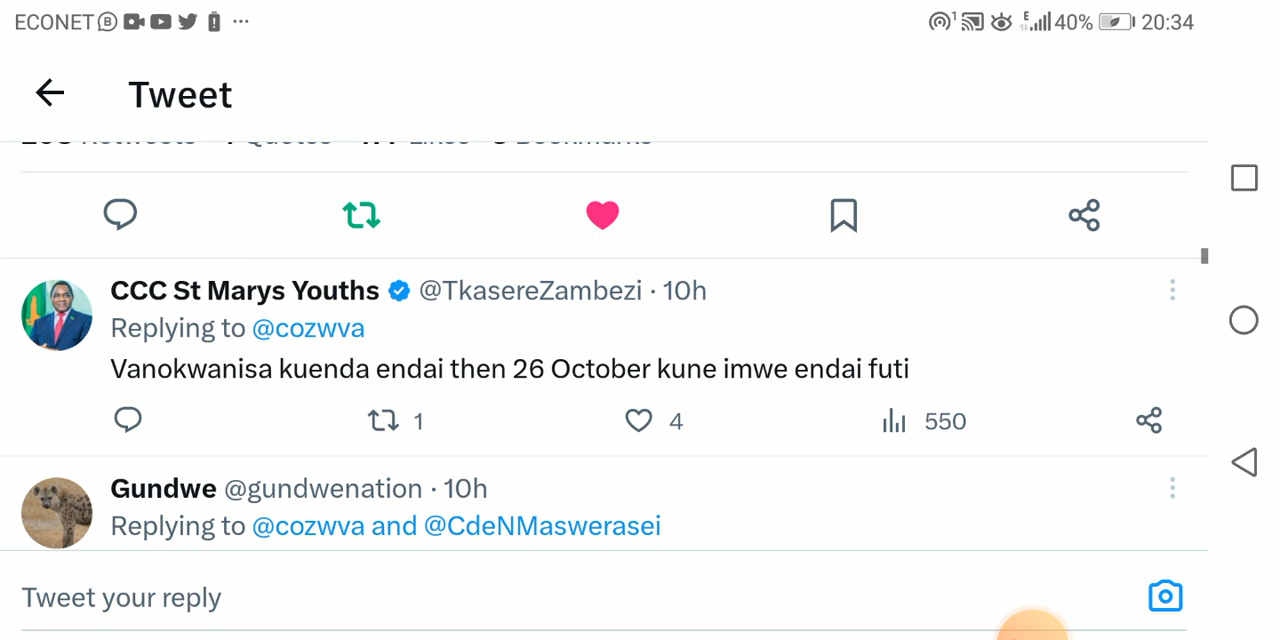 ECONET 40% 20:34
Tweet
CCC St Marys Youths @TkasereZambezi · 10h
Replying to @cozwva
Vanokwanisa kuenda endai then 26 October kune imwe endai futi
1 4 550
Gundwe @gundwenation · 10h
Replying to @cozwva and @CdeNMaswerasei
Tweet your reply